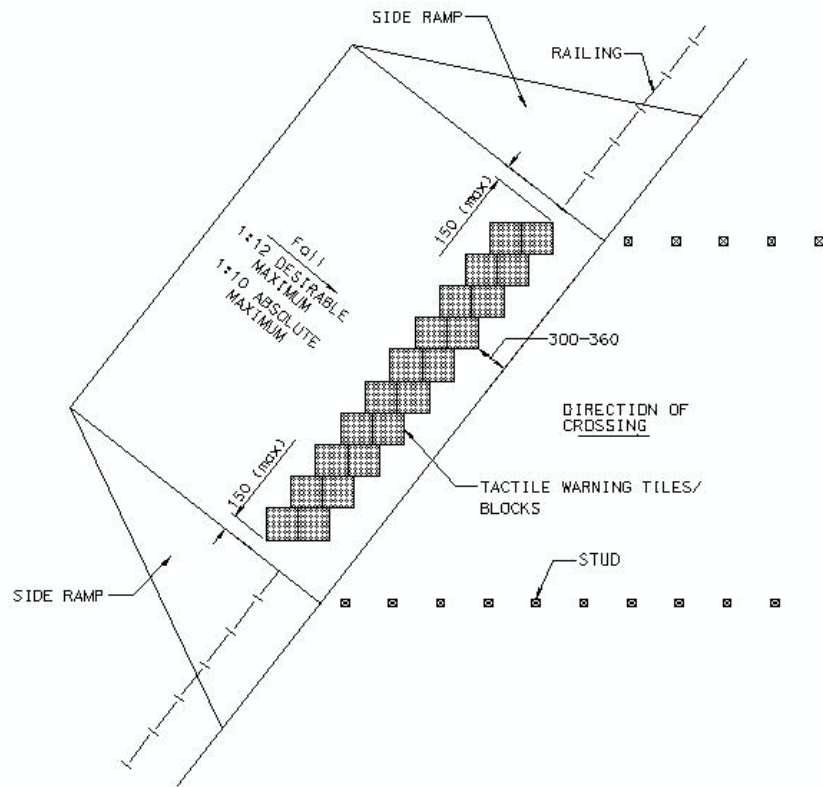 SIDE RAMP
RAILING
150 (max)
Fall
1:12 DESIRABLE
MAXIMUM
1:10 ABSOLUTE
MAXIMUM
300-360
DIRECTION OF
CROSSING
150 (max)
TACTILE WARNING TILES/
BLOCKS
STUD
SIDE RAMP